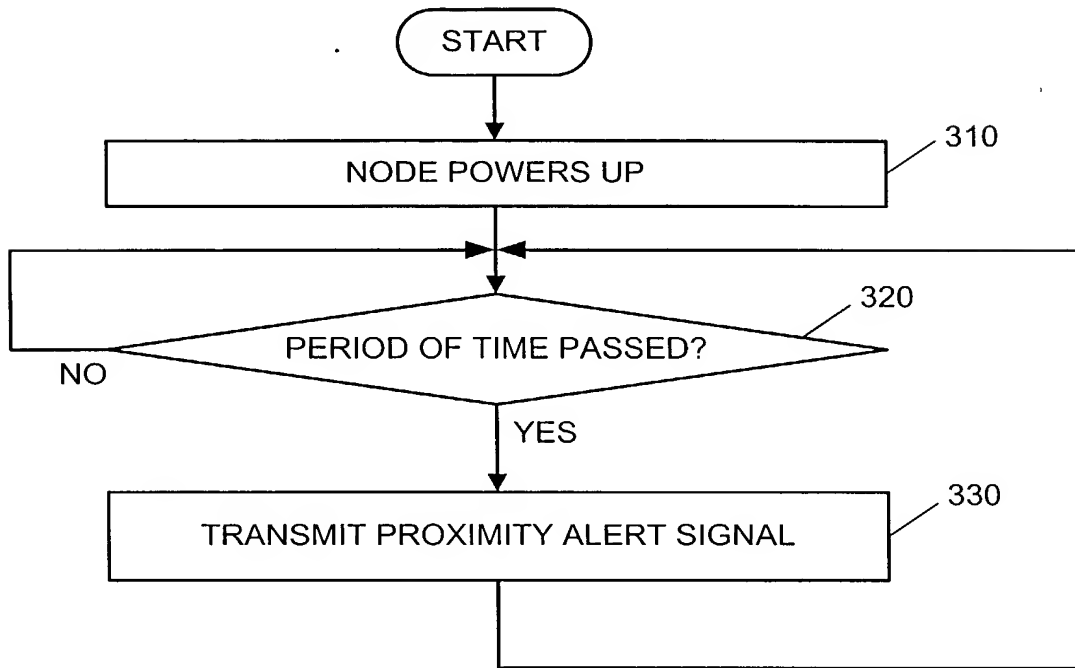 START
310
NODE POWERS UP
320
PERIOD OF TIME PASSED?
NO
YES
330
TRANSMIT PROXIMITY ALERT SIGNAL